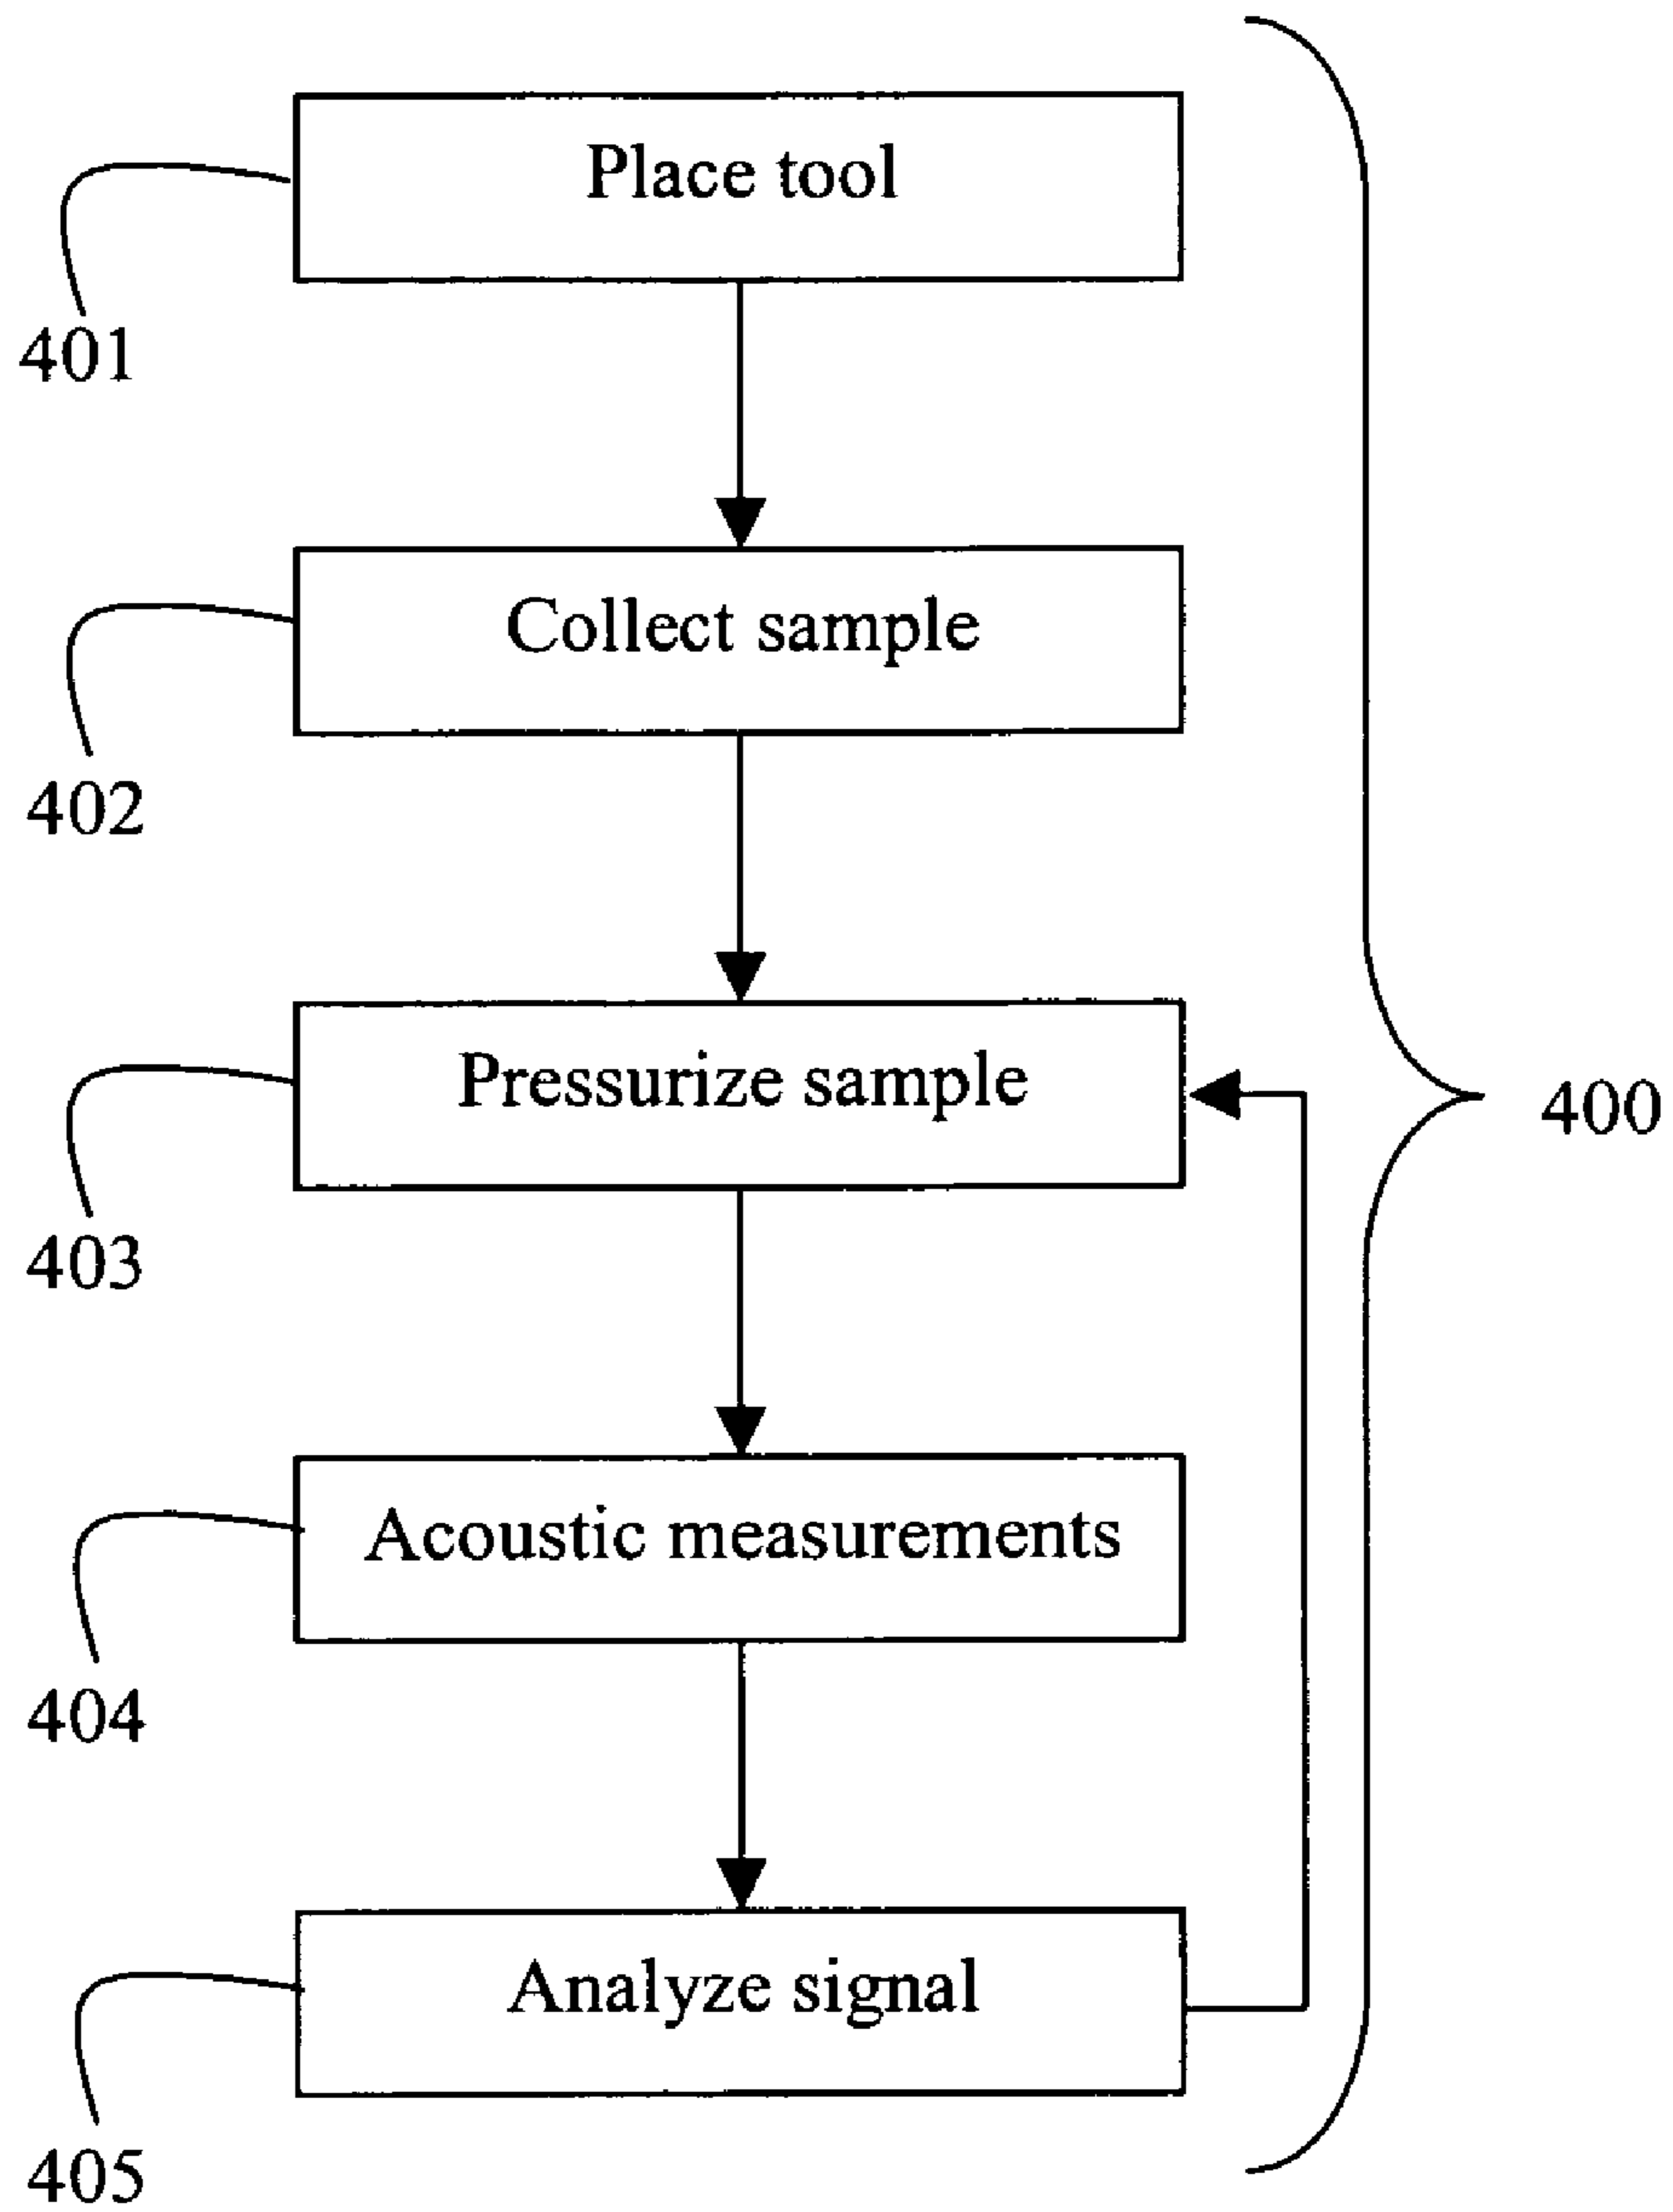 Place tool
401
Collect sample
402
Pressurize sample
400
403
Acoustic measurements
404
Analyze signal
405